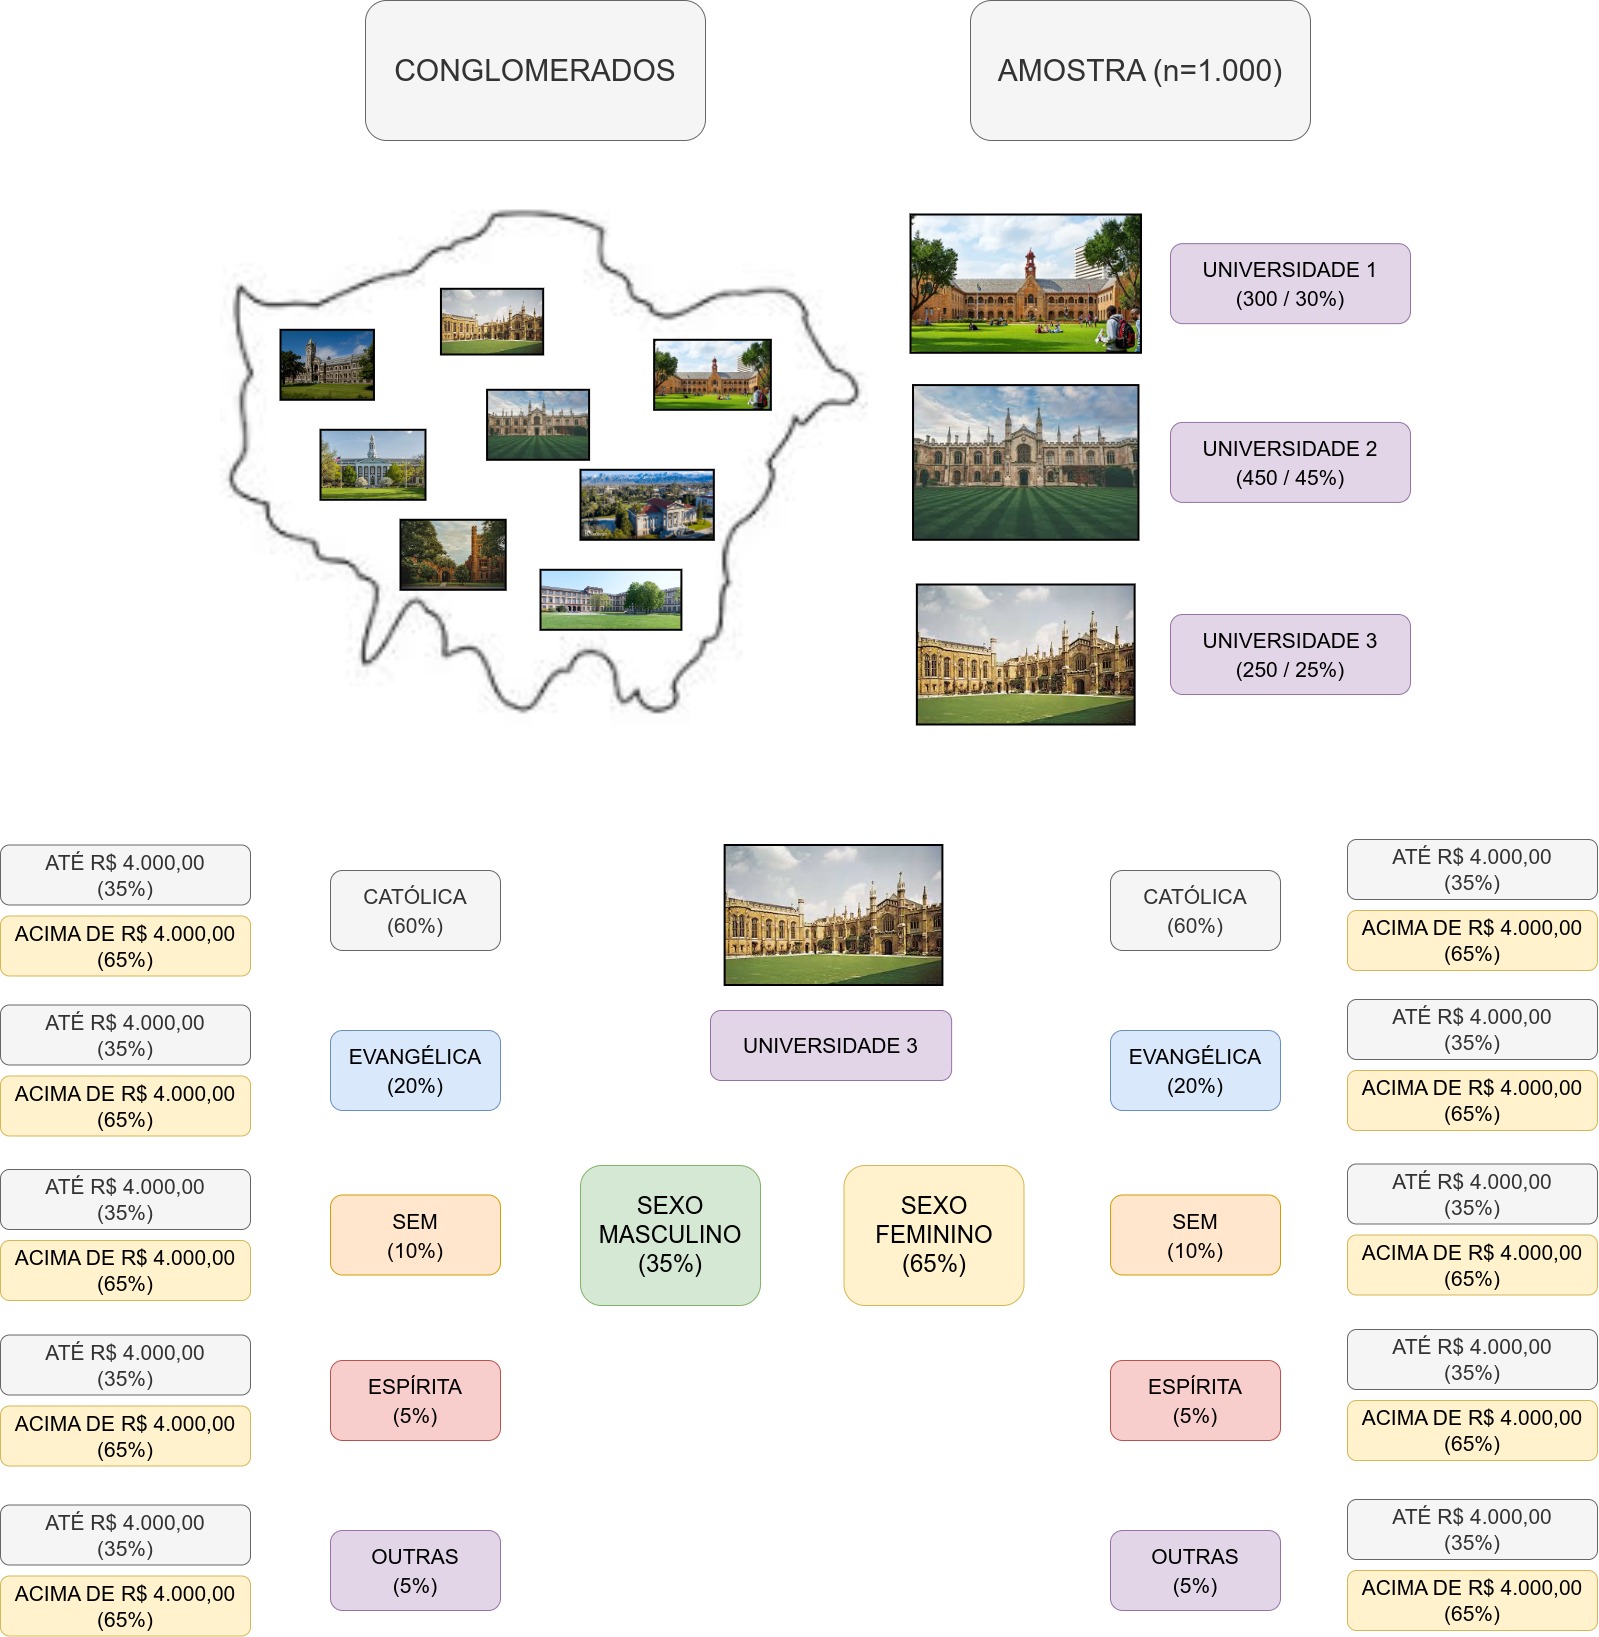 CONGLOMERADOS
AMOSTRA (n=1.000)
UNIVERSIDADE 1
(300 / 30%)
UNIVERSIDADE 2
(450 / 45%)
UNIVERSIDADE 3
(250 / 25%)
ATÉ R$ 4.000,00
(35%)
ACIMA DE R$ 4.000,00
(65%)
CATÓLICA
(60%)
CATÓLICA
(60%)
ATÉ R$ 4.000,00
(35%)
ACIMA DE R$ 4.000,00
(65%)
ATÉ R$ 4.000,00
(35%)
ACIMA DE R$ 4.000,00
(65%)
EVANGÉLICA
(20%)
UNIVERSIDADE 3
EVANGÉLICA
(20%)
ATÉ R$ 4.000,00
(35%)
ACIMA DE R$ 4.000,00
(65%)
ATÉ R$ 4.000,00
(35%)
ACIMA DE R$ 4.000,00
(65%)
SEM
(10%)
SEXO
MASCULINO
(35%)
SEXO
FEMININO
(65%)
SEM
(10%)
ATÉ R$ 4.000,00
(35%)
ACIMA DE R$ 4.000,00
(65%)
ATÉ R$ 4.000,00
(35%)
ACIMA DE R$ 4.000,00
(65%)
ESPÍRITA
(5%)
ESPÍRITA
(5%)
ATÉ R$ 4.000,00
(35%)
ACIMA DE R$ 4.000,00
(65%)
ATÉ R$ 4.000,00
(35%)
ACIMA DE R$ 4.000,00
(65%)
OUTRAS
(5%)
OUTRAS
(5%)
ATÉ R$ 4.000,00
(35%)
ACIMA DE R$ 4.000,00
(65%)